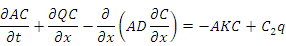 ∂AC/∂t + ∂QC/∂x − ∂/∂x (AD ∂C/∂x) = −AKC + C₂q